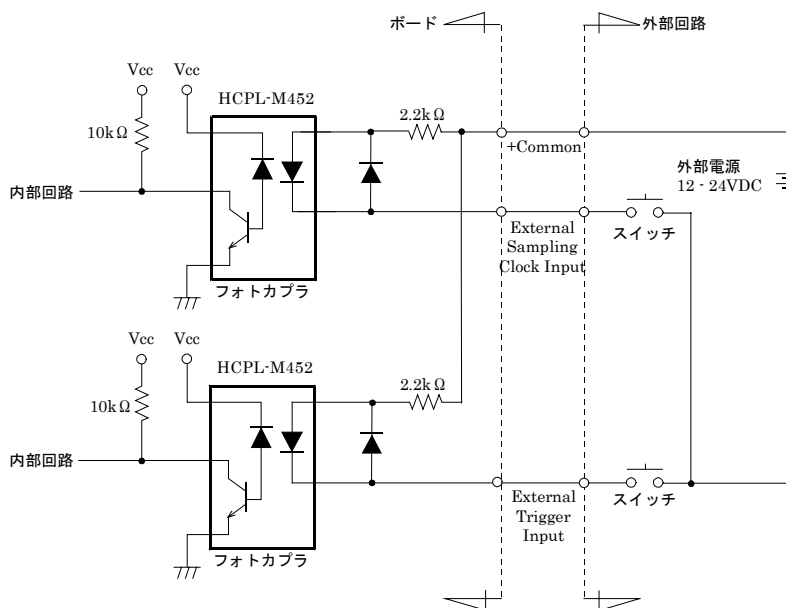 ボード
外部回路
Vcc
Vcc
HCPL-M452
2.2kΩ
10kΩ
+Common
外部電源
12 - 24VDC
内部回路
External
Sampling
Clock Input
スイッチ
フォトカプラ
Vcc
Vcc
HCPL-M452
2.2kΩ
10kΩ
内部回路
External
Trigger
Input
スイッチ
フォトカプラ